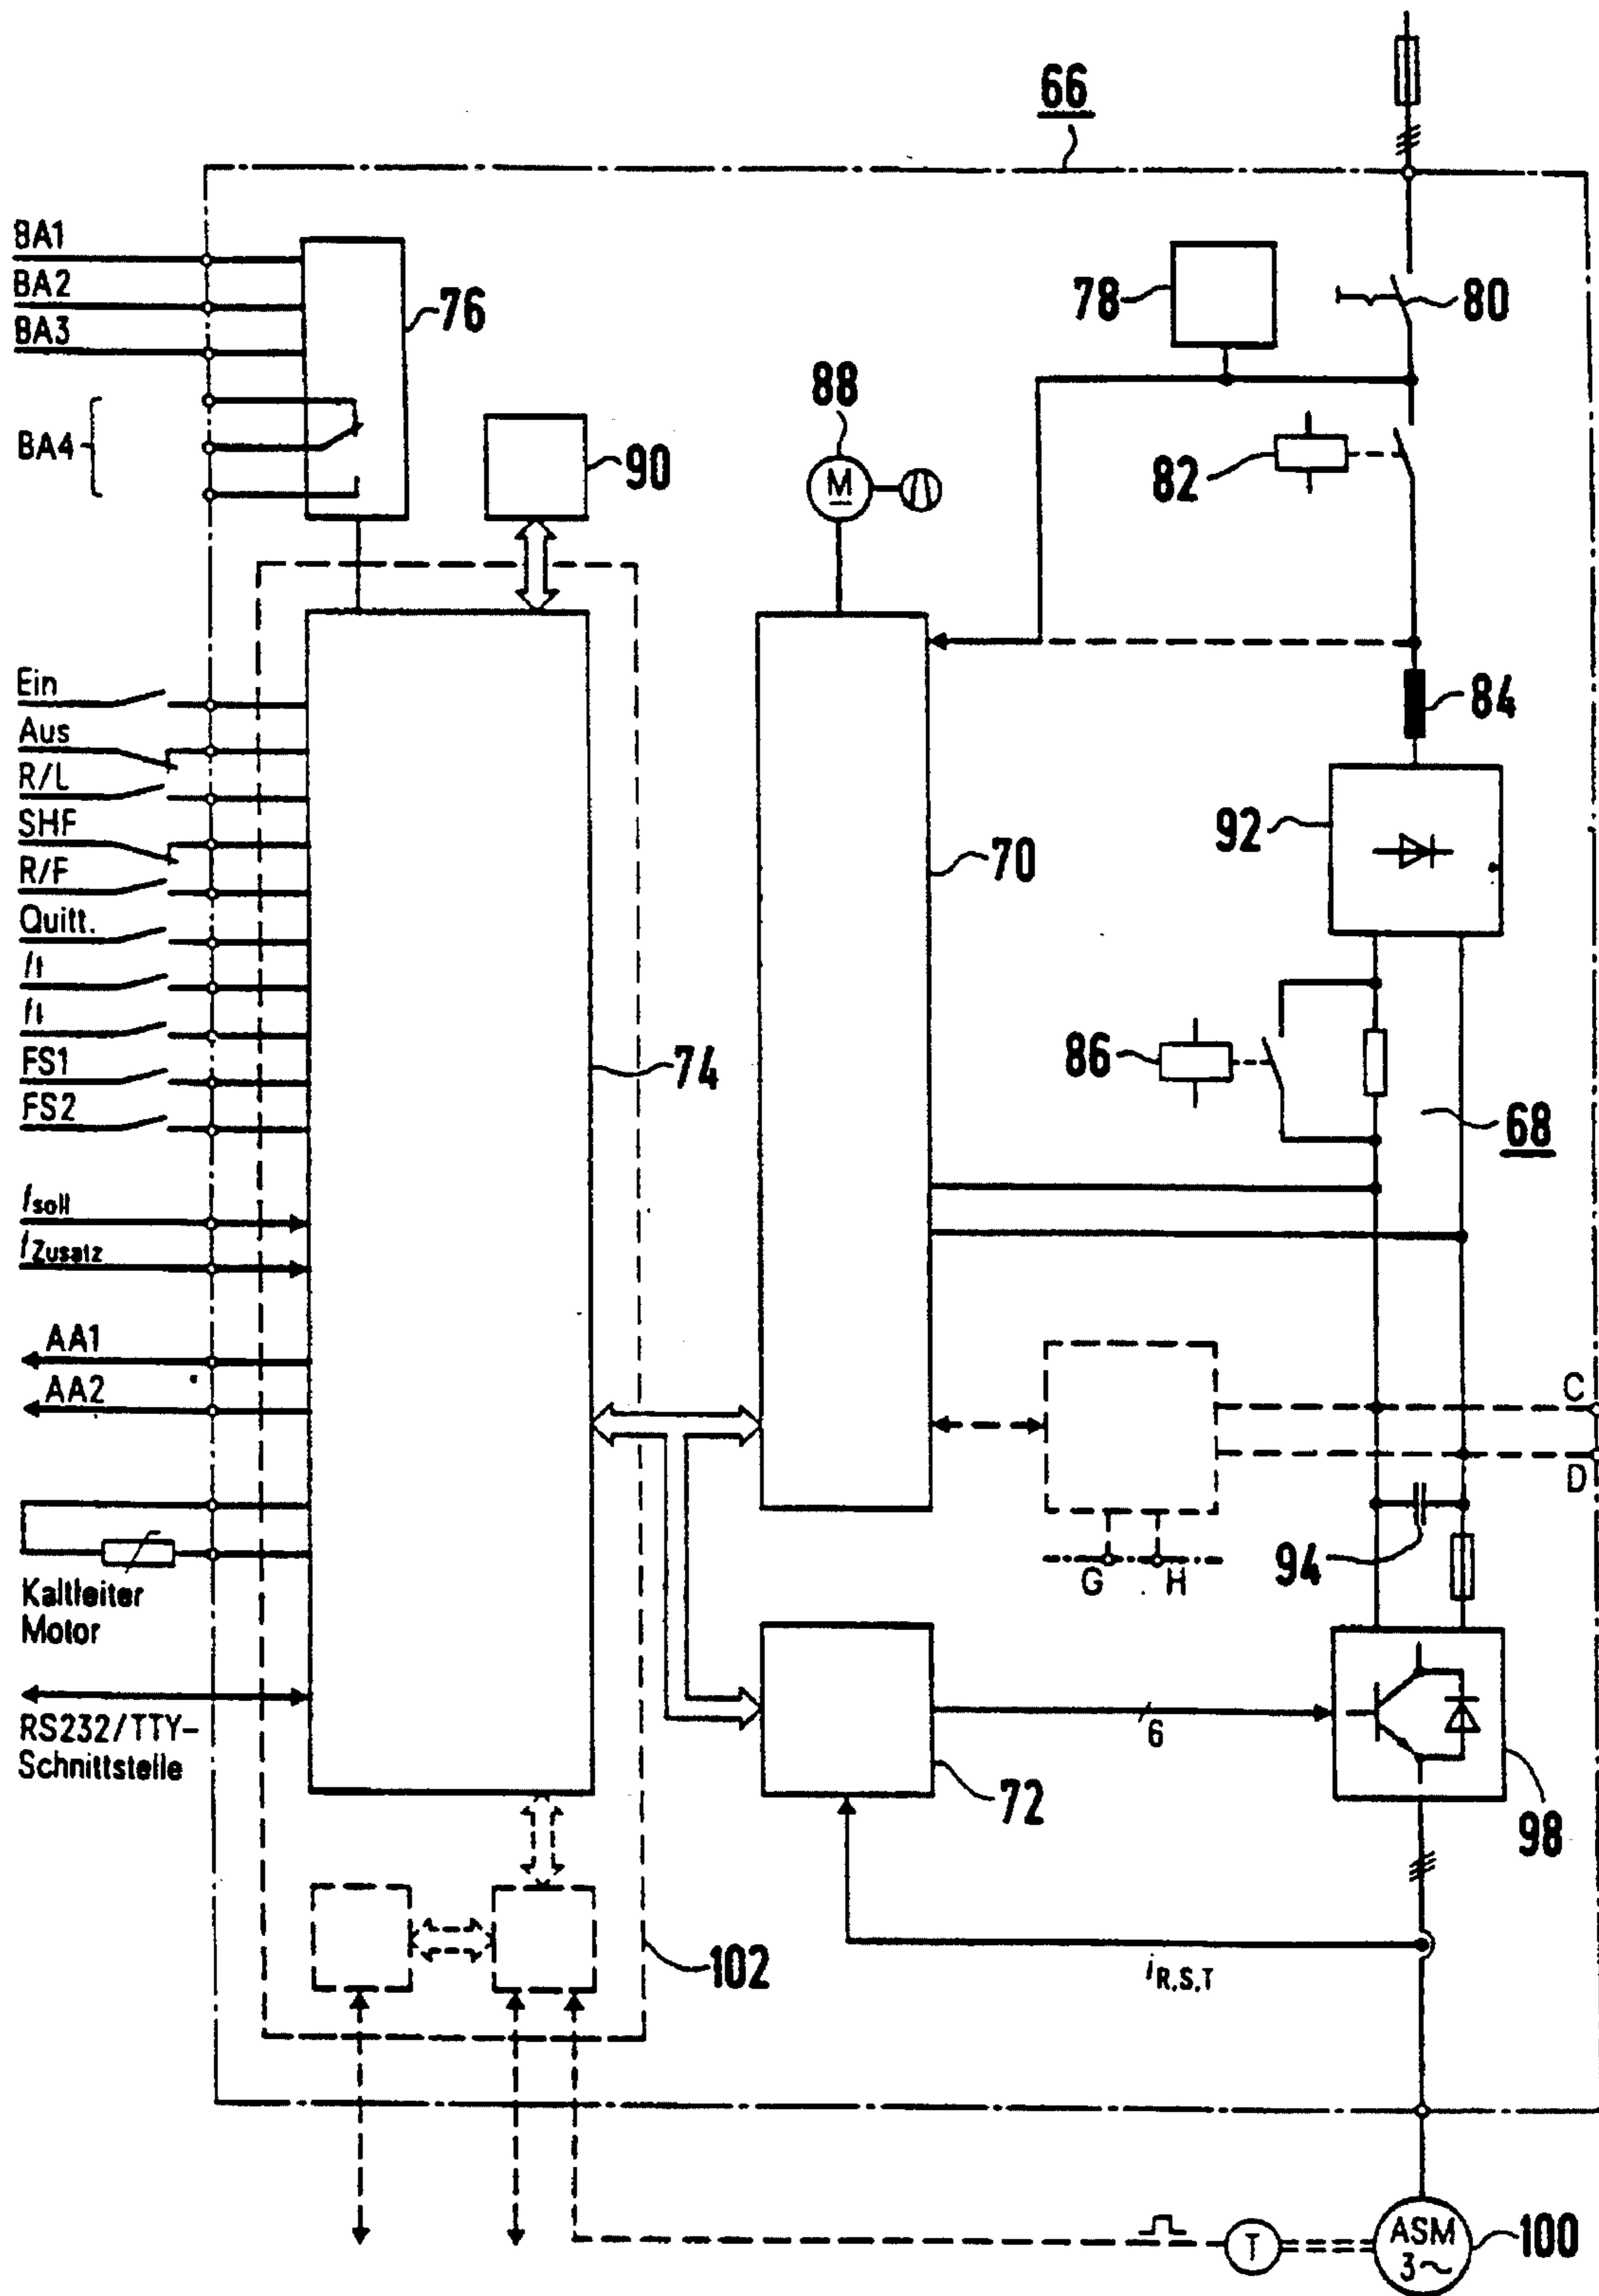 66
BA1
BA2
BA3
BA4
76
78
80
88
M
90
82
Ein
Aus
R/L
SHF
R/F
Quitt.
FS1
FS2
74
70
84
92
86
68
fsoll
fZusatz
AA1
AA2
C
D
G
H
94
Kaltleiter
Motor
RS232/TTY-
Schnittstelle
72
6
98
102
iR,S,T
T
ASM
3~
100